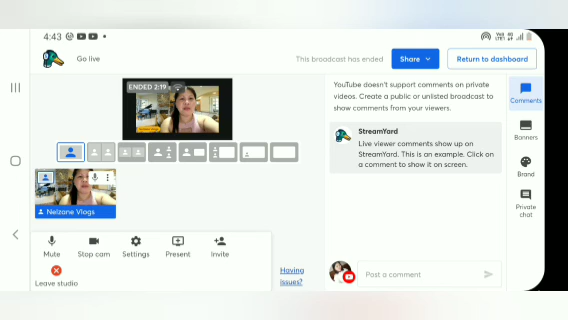 4:43
Go live
This broadcast has ended
Share
Return to dashboard
ENDED 2:19
YouTube doesn't support comments on private
videos. Create a public or unlisted broadcast to
show comments from your viewers.
StreamYard
Live viewer comments show up on
StreamYard. This is an example. Click on
a comment to show it on screen.
Comments
Banners
Brand
Private
chat
Neizane Vlogs
Mute
Stop cam
Settings
Present
Invite
Leave studio
Having
issues?
Post a comment